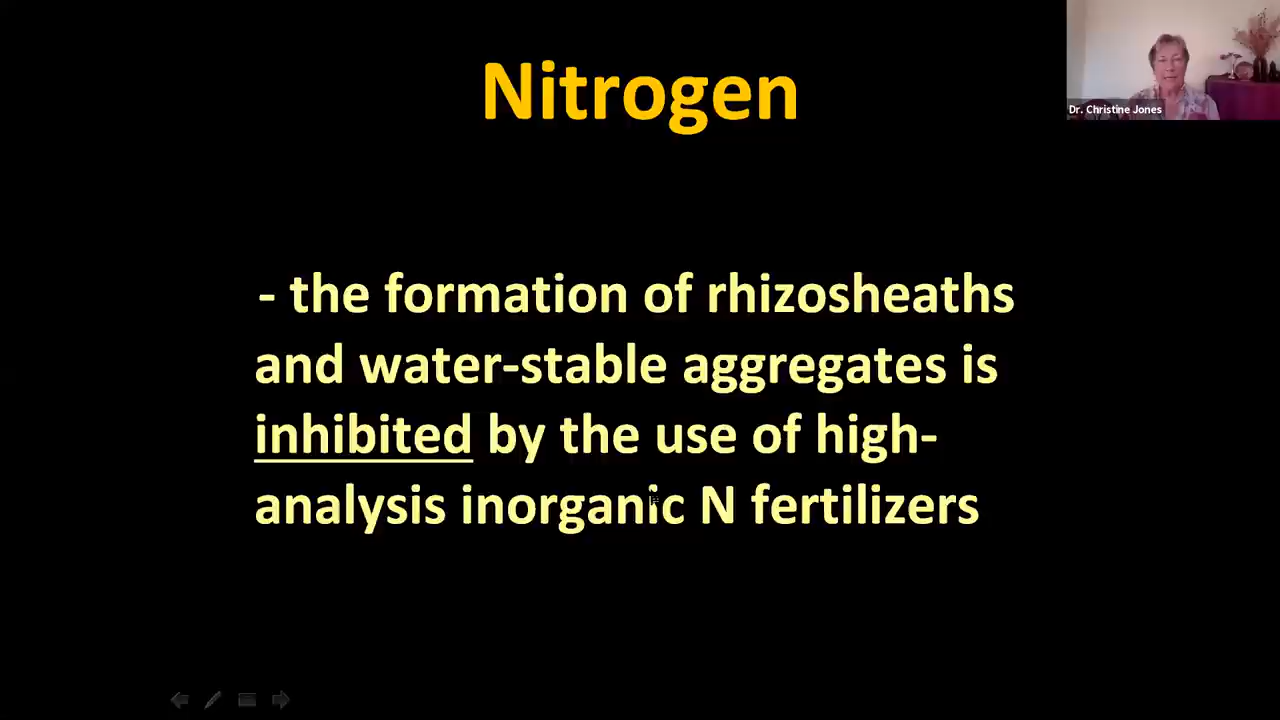 Nitrogen
Dr. Christine Jones
- the formation of rhizosheaths
and water-stable aggregates is
inhibited by the use of high-
analysis inorganic N fertilizers